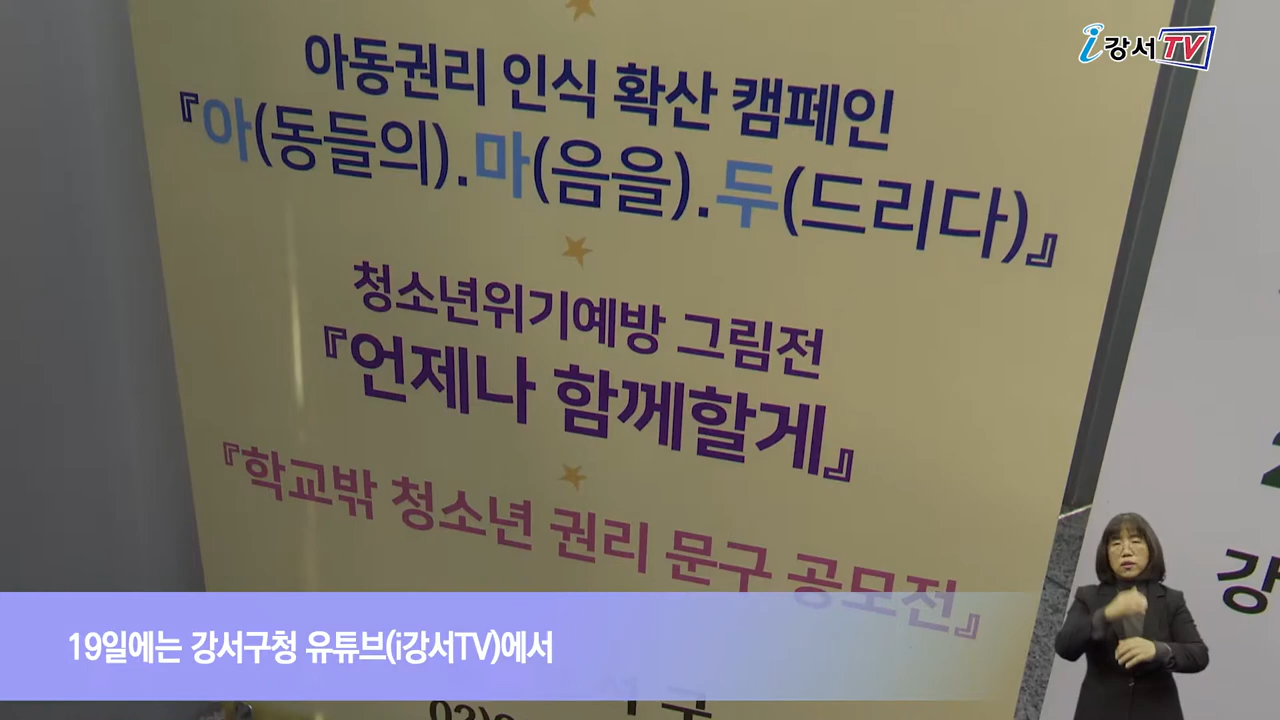 i강서TV
아동권리 인식 확산 캠페인
『아(동들의).마(음을).두(드리다)』
청소년위기예방 그림전
『언제나 함께할게』
『학교밖 청소년 권리 문구 공모전』
강
19일에는 강서구청 유튜브(i강서TV)에서